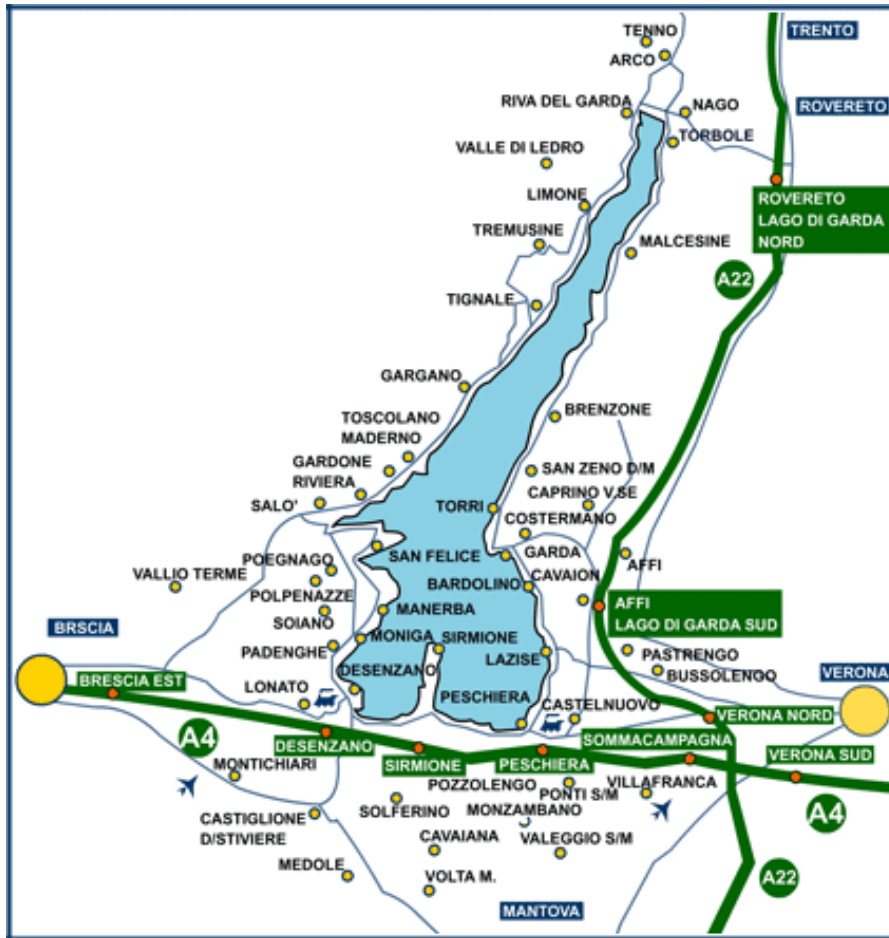 TENNO
TRENTO
ARCO
RIVA DEL GARDA
NAGO
ROVERETO
TORBOLE
VALLE DI LEDRO
LIMONE
ROVERETO
LAGO DI GARDA
NORD
TREMUSINE
MALCESINE
A22
TIGNALE
GARGANO
BRENZONE
TOSCOLANO
MADERNO
GARDONE
RIVIERA
SAN ZENO D/M
CAPRINO V.SE
SALO'
TORRI
COSTERMANO
SAN FELICE
GARDA
AFFI
POEGNAGO
VALLIO TERME
BARDOLINO
CAVAION
POLPENAZZE
MANERBA
AFFI
LAGO DI GARDA SUD
SOIANO
BRSCIA
MONIGA
SIRMIONE
PADENGHE
LAZISE
PASTRENGO
DESENZANO
BUSSOLENGO
VERONA
BRESCIA EST
LONATO
PESCHIERA
CASTELNUOVO
VERONA NORD
A4
DESENZANO
SOMMACAMPAGNA
SIRMIONE
PESCHIERA
VERONA SUD
MONTICHIARI
POZZOLENGO
PONTI S/M
VILLAFRANCA
SOLFERINO
MONZAMBANO
A4
CASTIGLIONE
D/STIVIERE
CAVAIANA
VALEGGIO S/M
MEDOLE
VOLTA M.
A22
MANTOVA